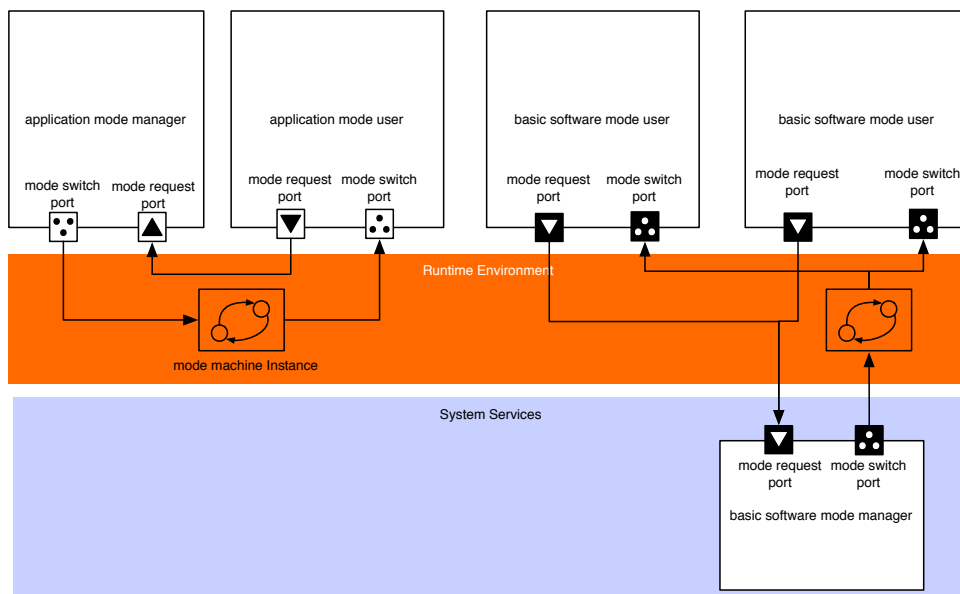 application mode manager
mode switch
port
mode request
port
application mode user
mode request
port
mode switch
port
basic software mode user
mode request
port
mode switch
port
basic software mode user
mode request
port
mode switch
port
Runtime Environment
mode machine Instance
System Services
mode request
port
mode switch
port
basic software mode manager